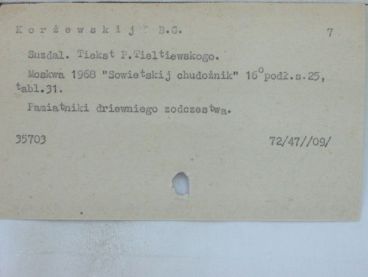 Korżewskij B.G. 7
Suzdal. Tiekst P.Tieltiewskogo.
Moskwa 1968 "Sowietskij chudożnik" 16° podł.s.25,
tabl.31.
Pamiatniki driewniego zodczestwa.
35703 72/47//09/